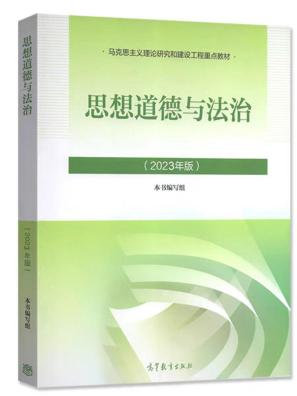 · 马克思主义理论研究和建设工程重点教材
思想道德与法治
（2023年版）
本书编写组
高等教育出版社
思想道德与法治
（2023年版）
本书编写组